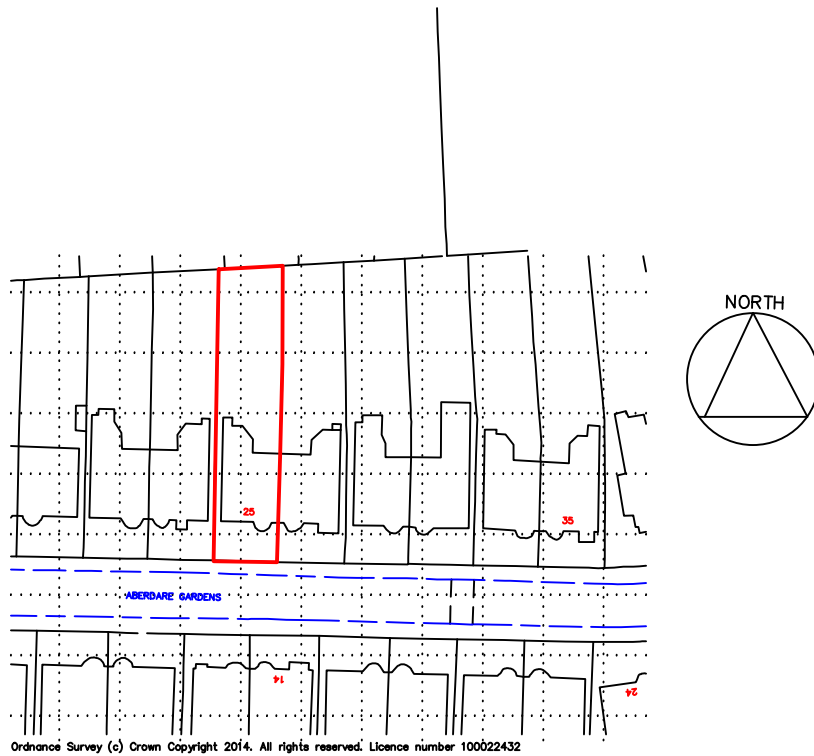 NORTH
25
35
ABERDARE GARDENS
14
24
Ordnance Survey (c) Crown Copyright 2014. All rights reserved. Licence number 100022432